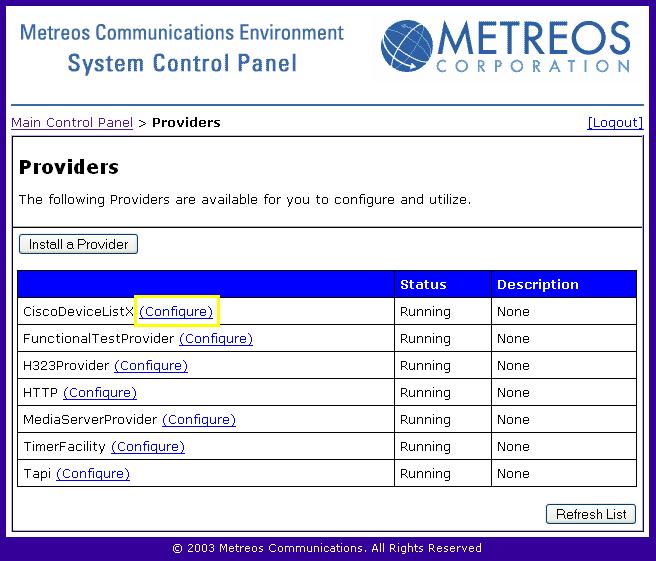 Metreos Communications Environment
System Control Panel
METREOS
CORPORATION
Main Control Panel > Providers [Logout]
Providers
The following Providers are available for you to configure and utilize.
Install a Provider
Status Description
CiscoDeviceListX (Configure) Running None
FunctionalTestProvider (Configure) Running None
H323Provider (Configure) Running None
HTTP (Configure) Running None
MediaServerProvider (Configure) Running None
TimerFacility (Configure) Running None
Tapi (Configure) Running None
Refresh List
© 2003 Metreos Communications. All Rights Reserved